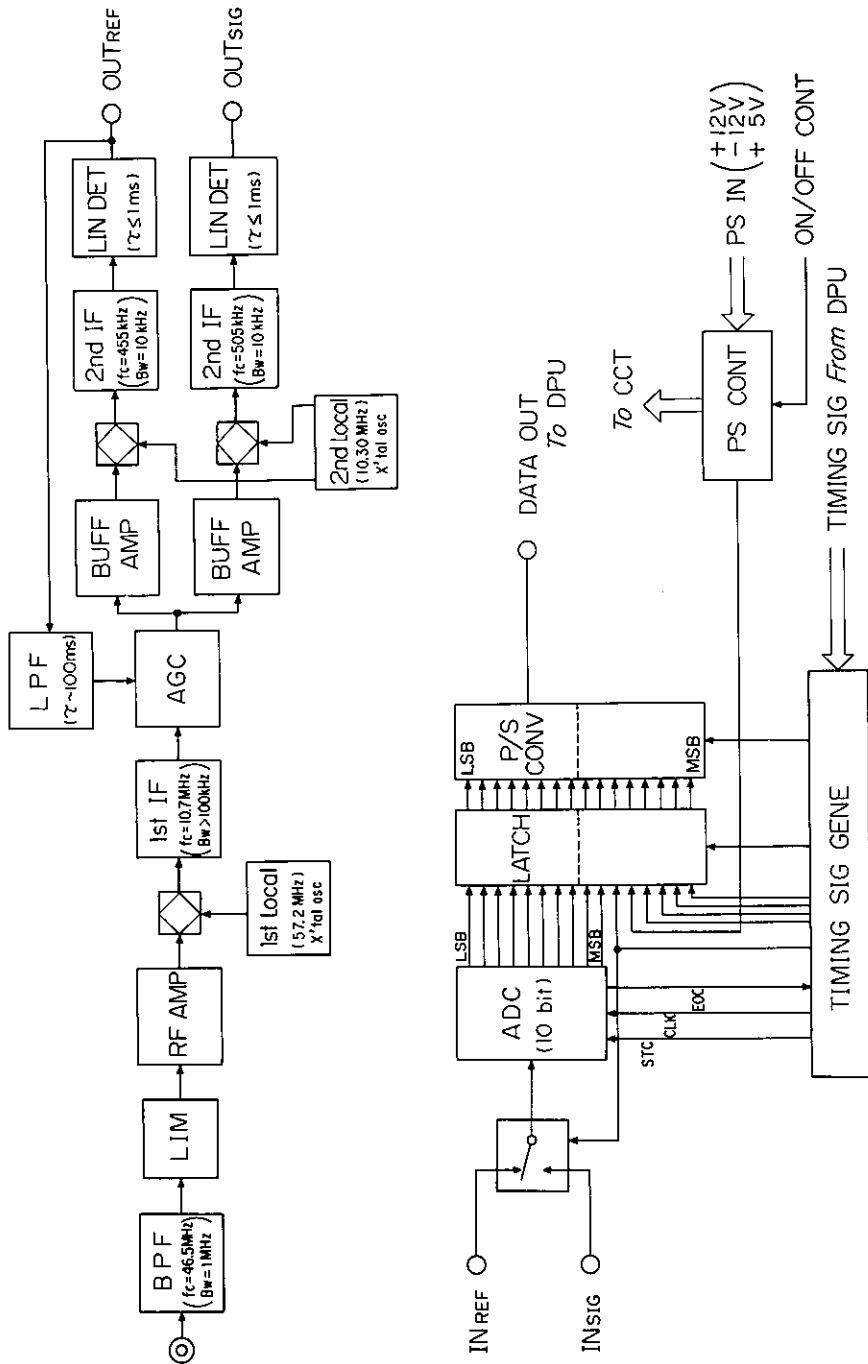 BPF
(fc=46.5MHz
Bw=1MHz)
LIM
RF AMP
1st Local
(57.2 MHz)
X'tal osc
1st IF
(fc=10.7MHz
Bw>100kHz)
LPF
(τ~100ms)
AGC
BUFF
AMP
BUFF
AMP
2nd Local
(10.30 MHz)
X'tal osc
2nd IF
(fc=455kHz
Bw=10kHz)
2nd IF
(fc=505kHz
Bw=10kHz)
LIN DET
(τ≤1ms)
LIN DET
(τ≤1ms)
OUTREF
OUTSIG
INREF
INSIG
ADC
(10 bit)
LSB
MSB
STC
CLK
EOC
LATCH
LSB
P/S
CONV
MSB
DATA OUT
To DPU
To CCT
PS CONT
PS IN (+12V
-12V
+ 5V)
ON/OFF CONT
TIMING SIG GENE
TIMING SIG From DPU